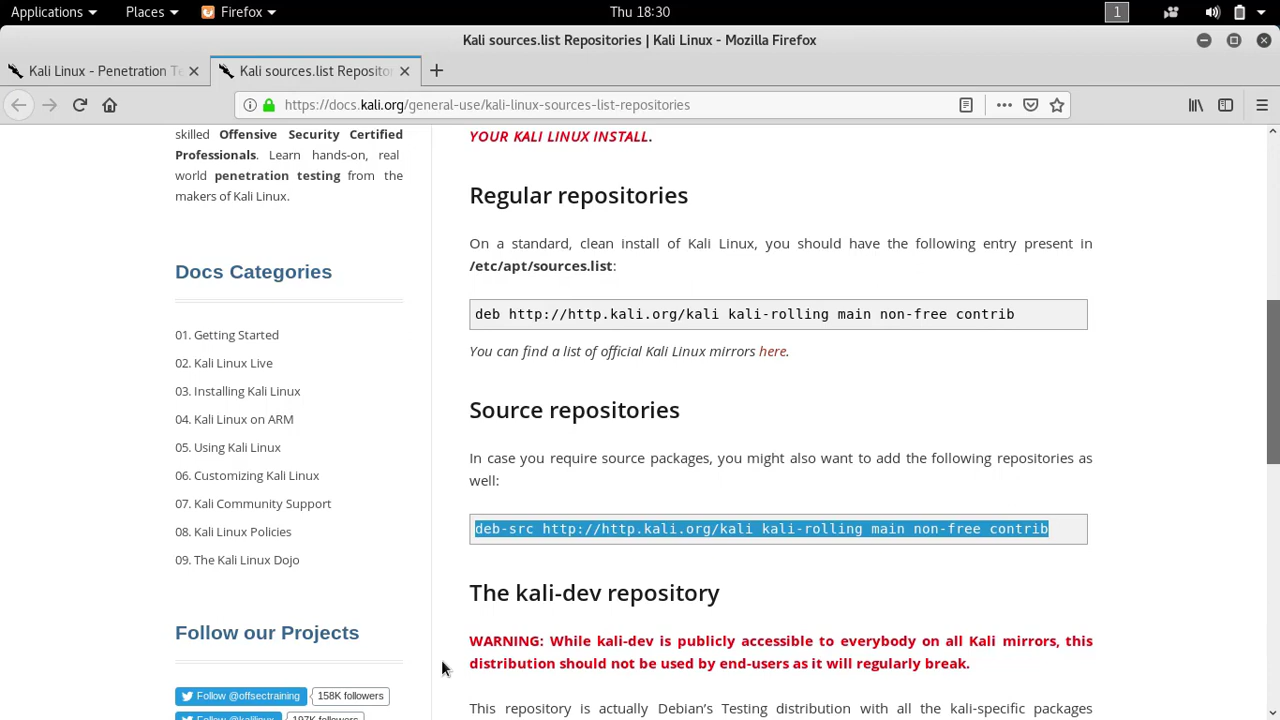 Applications Places Firefox Thu 18:30 1
Kali sources.list Repositories | Kali Linux - Mozilla Firefox
Kali Linux - Penetration Te Kali sources.list Repositor
https://docs.kali.org/general-use/kali-linux-sources-list-repositories
skilled Offensive Security Certified
Professionals. Learn hands-on, real
world penetration testing from the
makers of Kali Linux.
Docs Categories
01. Getting Started
02. Kali Linux Live
03. Installing Kali Linux
04. Kali Linux on ARM
05. Using Kali Linux
06. Customizing Kali Linux
07. Kali Community Support
08. Kali Linux Policies
09. The Kali Linux Dojo
Follow our Projects
Follow @offsectraining 158K followers
Follow @kalilinux 197K followers
YOUR KALI LINUX INSTALL.
Regular repositories
On a standard, clean install of Kali Linux, you should have the following entry present in
/etc/apt/sources.list:
deb http://http.kali.org/kali kali-rolling main non-free contrib
You can find a list of official Kali Linux mirrors here.
Source repositories
In case you require source packages, you might also want to add the following repositories as
well:
deb-src http://http.kali.org/kali kali-rolling main non-free contrib
The kali-dev repository
WARNING: While kali-dev is publicly accessible to everybody on all Kali mirrors, this
distribution should not be used by end-users as it will regularly break.
This repository is actually Debian's Testing distribution with all the kali-specific packages